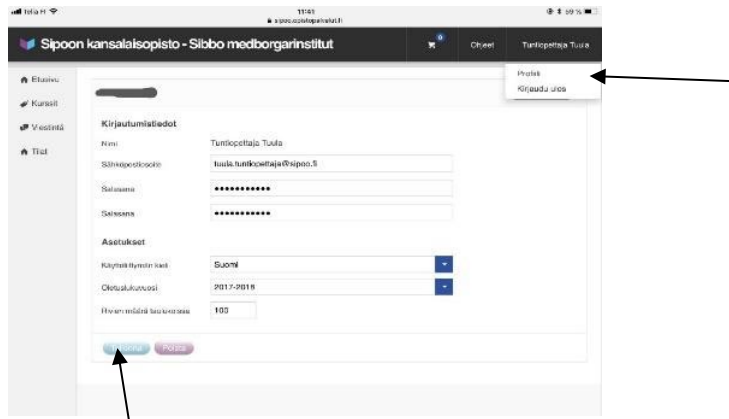 Telia FI
11:41
sipoo.opistopalvelut.fi
59 %
Sipoon kansalaisopisto - Sibbo medborgarinstitut
0
Ohjeet
Tuntiopettaja Tuula
Profiili
Kirjaudu ulos
Etusivu
Kurssit
Viestintä
Tilat
Kirjautumistiedot
Nimi
Tuntiopettaja Tuula
Sähköpostiosoite
tuula.tuntiopettaja@sipoo.fi
Salasana
•••••••••••
Salasana
•••••••••••
Asetukset
Käyttöliittymän kieli
Suomi
Oletuslukuvuosi
2017-2018
Rivien määrä taulukoissa
100
Poista